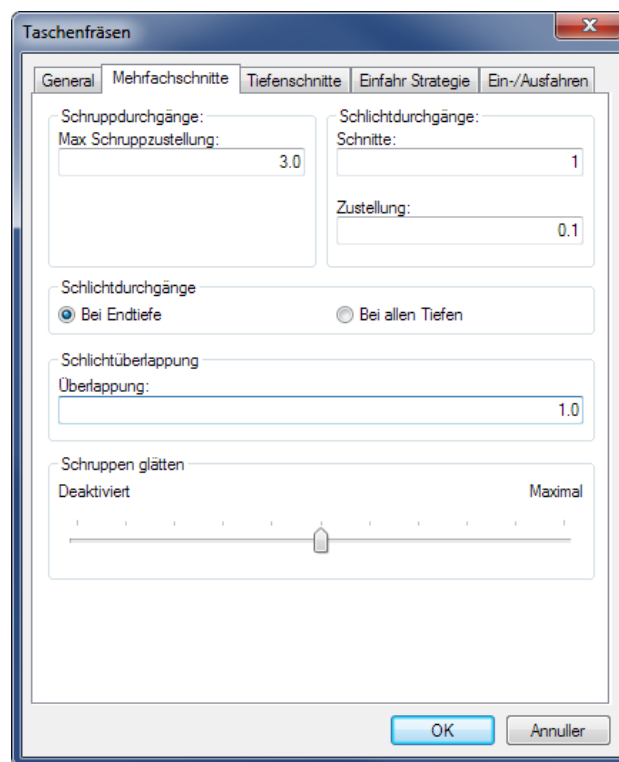 Taschenfräsen
General Mehrfachschnitte Tiefenschnitte Einfahr Strategie Ein-/Ausfahren
Schruppdurchgänge:
Max Schruppzustellung:
3.0
Schlichtdurchgänge:
Schnitte:
1
Zustellung:
0.1
Schlichtdurchgänge
Bei Endtiefe Bei allen Tiefen
Schlichtüberlappung
Überlappung:
1.0
Schruppen glätten
Deaktiviert Maximal
OK Annuller